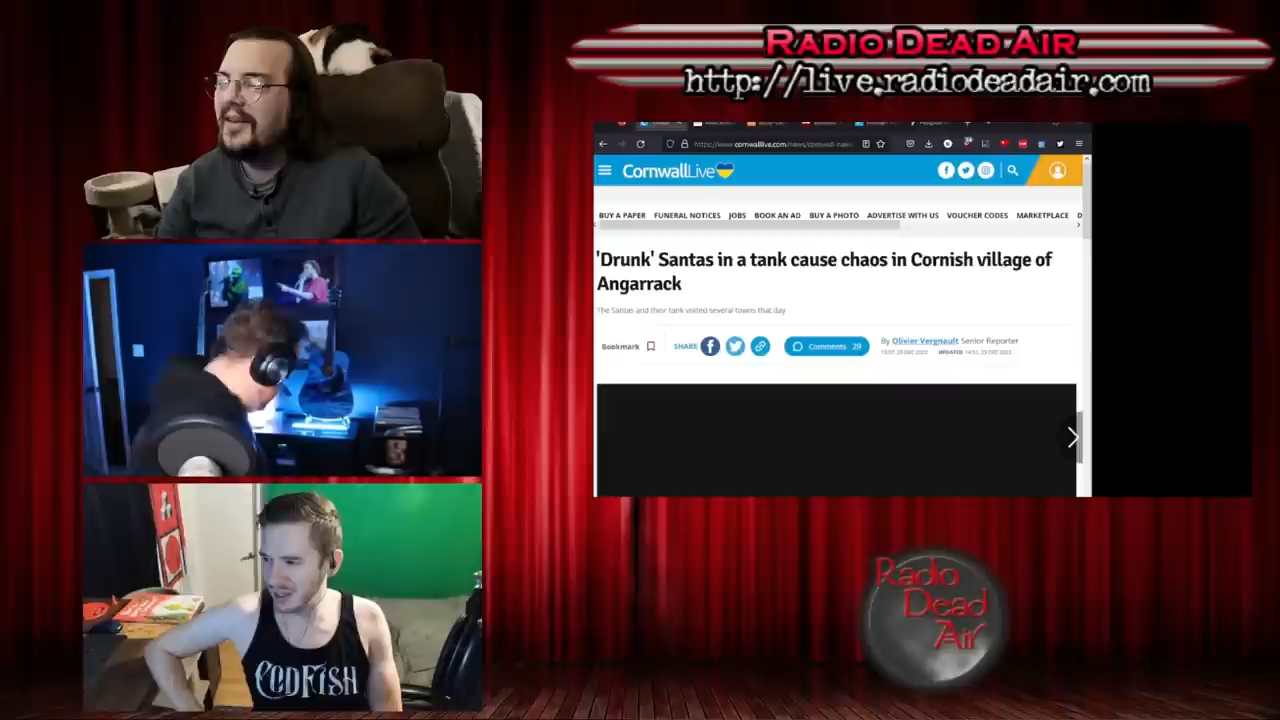 RADIO DEAD AIR
http://live.radiodeadair.com
CornwallLive
BUY A PAPER FUNERAL NOTICES JOBS BOOK AN AD BUY A PHOTO ADVERTISE WITH US VOUCHER CODES MARKETPLACE D
'Drunk' Santas in a tank cause chaos in Cornish village of
Angarrack
The Santas and their tank visited several towns that day
Bookmark SHARE Comments 29
By Olivier Vergnault Senior Reporter
Radio
Dead
Air
CODFISH